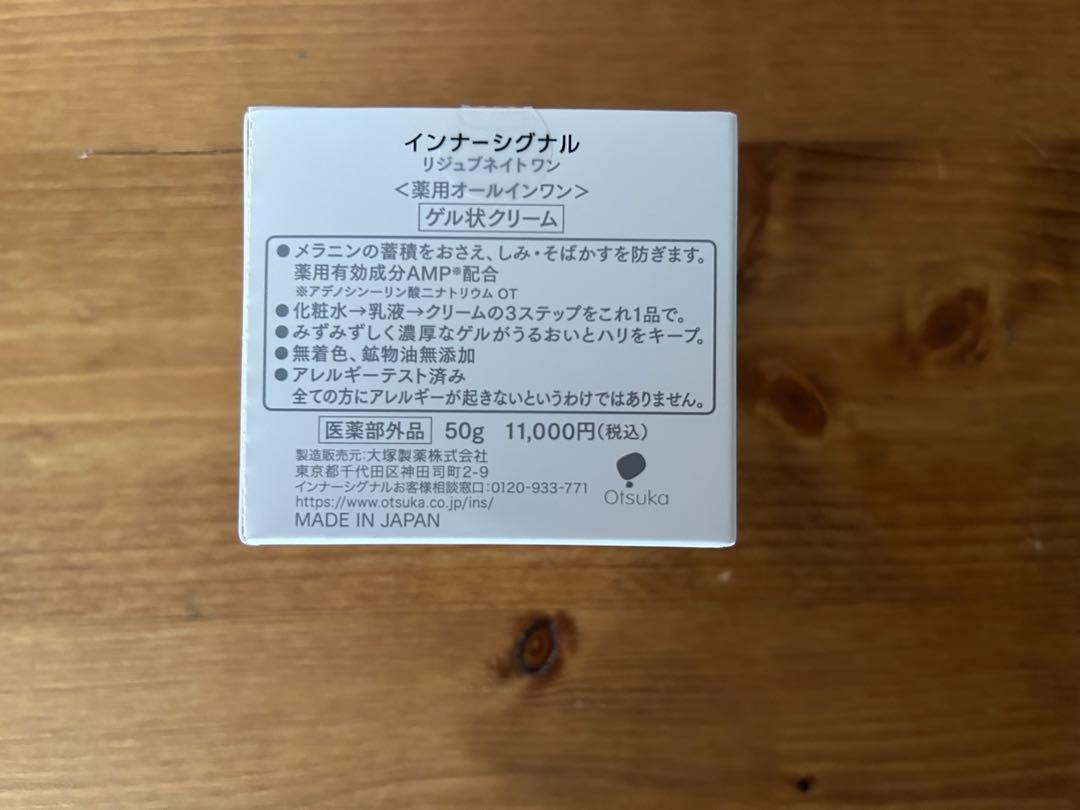 インナーシグナル
リジュブネイト ワン
＜薬用オールインワン＞
ゲル状クリーム
●メラニンの蓄積をおさえ、しみ・そばかすを防ぎます。
薬用有効成分AMP※配合
※アデノシン一リン酸二ナトリウム OT
●化粧水→乳液→クリームの3ステップをこれ1品で。
●みずみずしく濃厚なゲルがうるおいとハリをキープ。
●無着色、鉱物油無添加
●アレルギーテスト済み
全ての方にアレルギーが起きないというわけではありません。
医薬部外品 50g 11,000円(税込)
製造販売元:大塚製薬株式会社
東京都千代田区神田司町2-9
インナーシグナルお客様相談窓口:0120-933-771
https://www.otsuka.co.jp/ins/
MADE IN JAPAN
Otsuka